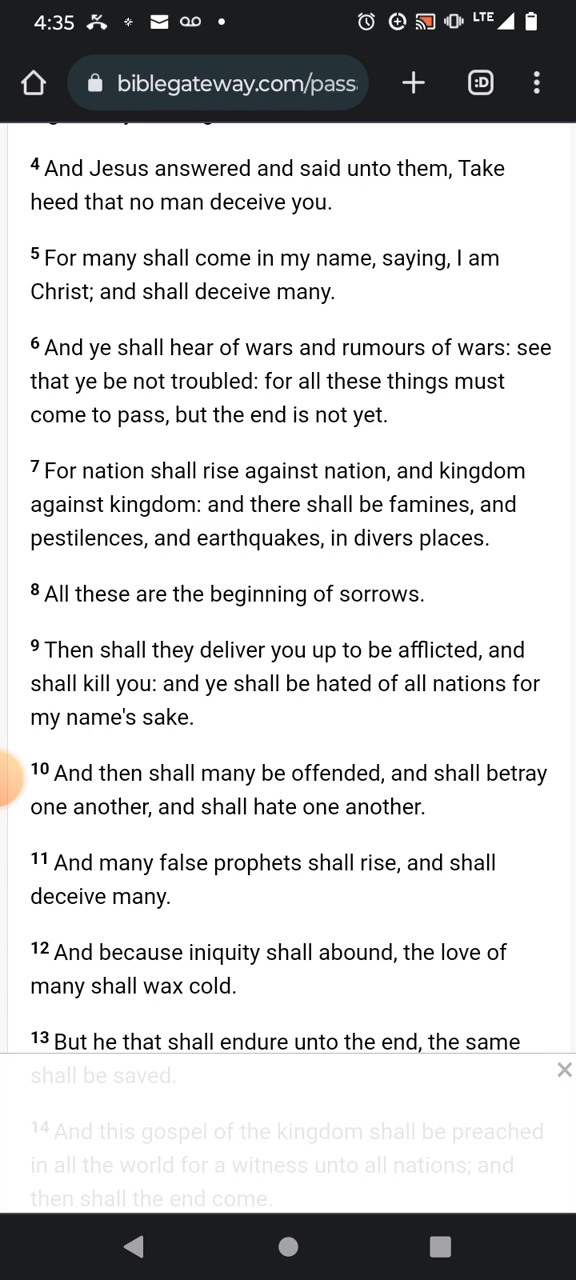 4:35
LTE
biblegateway.com/pass
:D
4 And Jesus answered and said unto them, Take
heed that no man deceive you.
5 For many shall come in my name, saying, I am
Christ; and shall deceive many.
6 And ye shall hear of wars and rumours of wars: see
that ye be not troubled: for all these things must
come to pass, but the end is not yet.
7 For nation shall rise against nation, and kingdom
against kingdom: and there shall be famines, and
pestilences, and earthquakes, in divers places.
8 All these are the beginning of sorrows.
9 Then shall they deliver you up to be afflicted, and
shall kill you: and ye shall be hated of all nations for
my name's sake.
10 And then shall many be offended, and shall betray
one another, and shall hate one another.
11 And many false prophets shall rise, and shall
deceive many.
12 And because iniquity shall abound, the love of
many shall wax cold.
13 But he that shall endure unto the end, the same
shall be saved.
14 And this gospel of the kingdom shall be preached
in all the world for a witness unto all nations; and
then shall the end come.